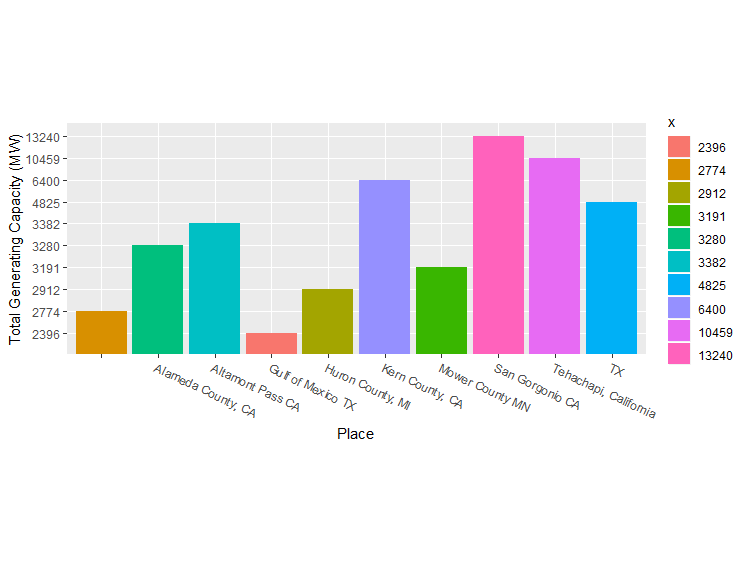 Total Generating Capacity (MW)
13240
10459
6400
4825
3382
3280
3191
2912
2774
2396
Alameda County, CA
Altamont Pass CA
Gulf of Mexico TX
Huron County, MI
Kern County, CA
Mower County MN
San Gorgonio CA
Tehachapi, California
TX
Place
x
2396
2774
2912
3191
3280
3382
4825
6400
10459
13240